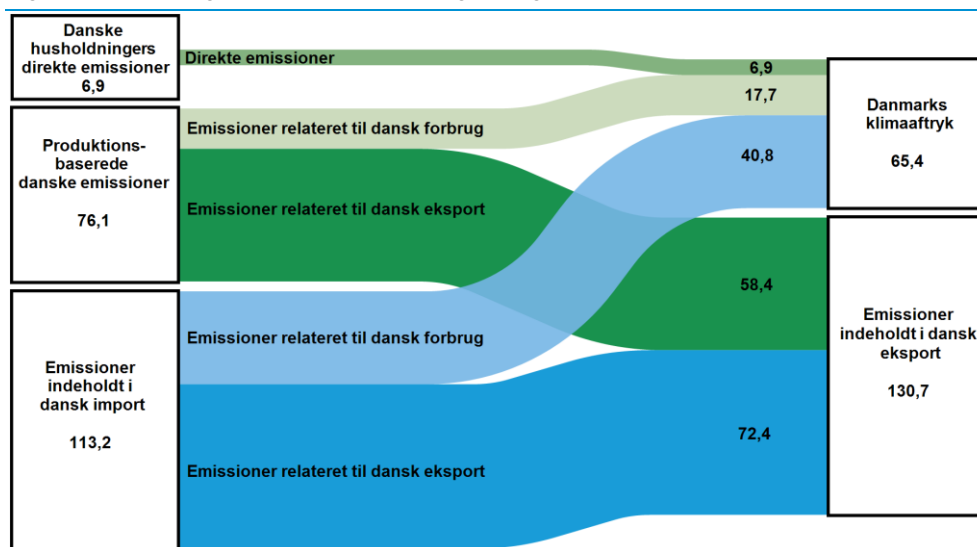 Danske
husholdningers
direkte emissioner
6,9
Direkte emissioner
6,9
Produktions-
baserede
danske emissioner
76,1
Emissioner relateret til dansk forbrug
17,7
Emissioner relateret til dansk eksport
40,8
Danmarks
klimaaftryk
65,4
Emissioner
indeholdt i
dansk import
113,2
Emissioner relateret til dansk forbrug
58,4
Emissioner relateret til dansk eksport
72,4
Emissioner
indeholdt i dansk
eksport
130,7